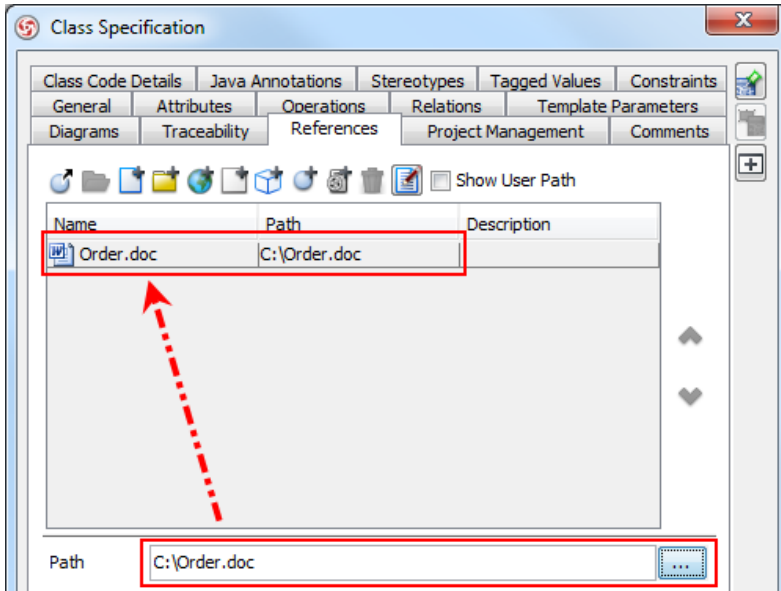 Class Specification
Class Code Details Java Annotations Stereotypes Tagged Values Constraints
General Attributes Operations Relations Template Parameters
Diagrams Traceability References Project Management Comments
Show User Path
Name Path Description
Order.doc C:\Order.doc
Path C:\Order.doc ...